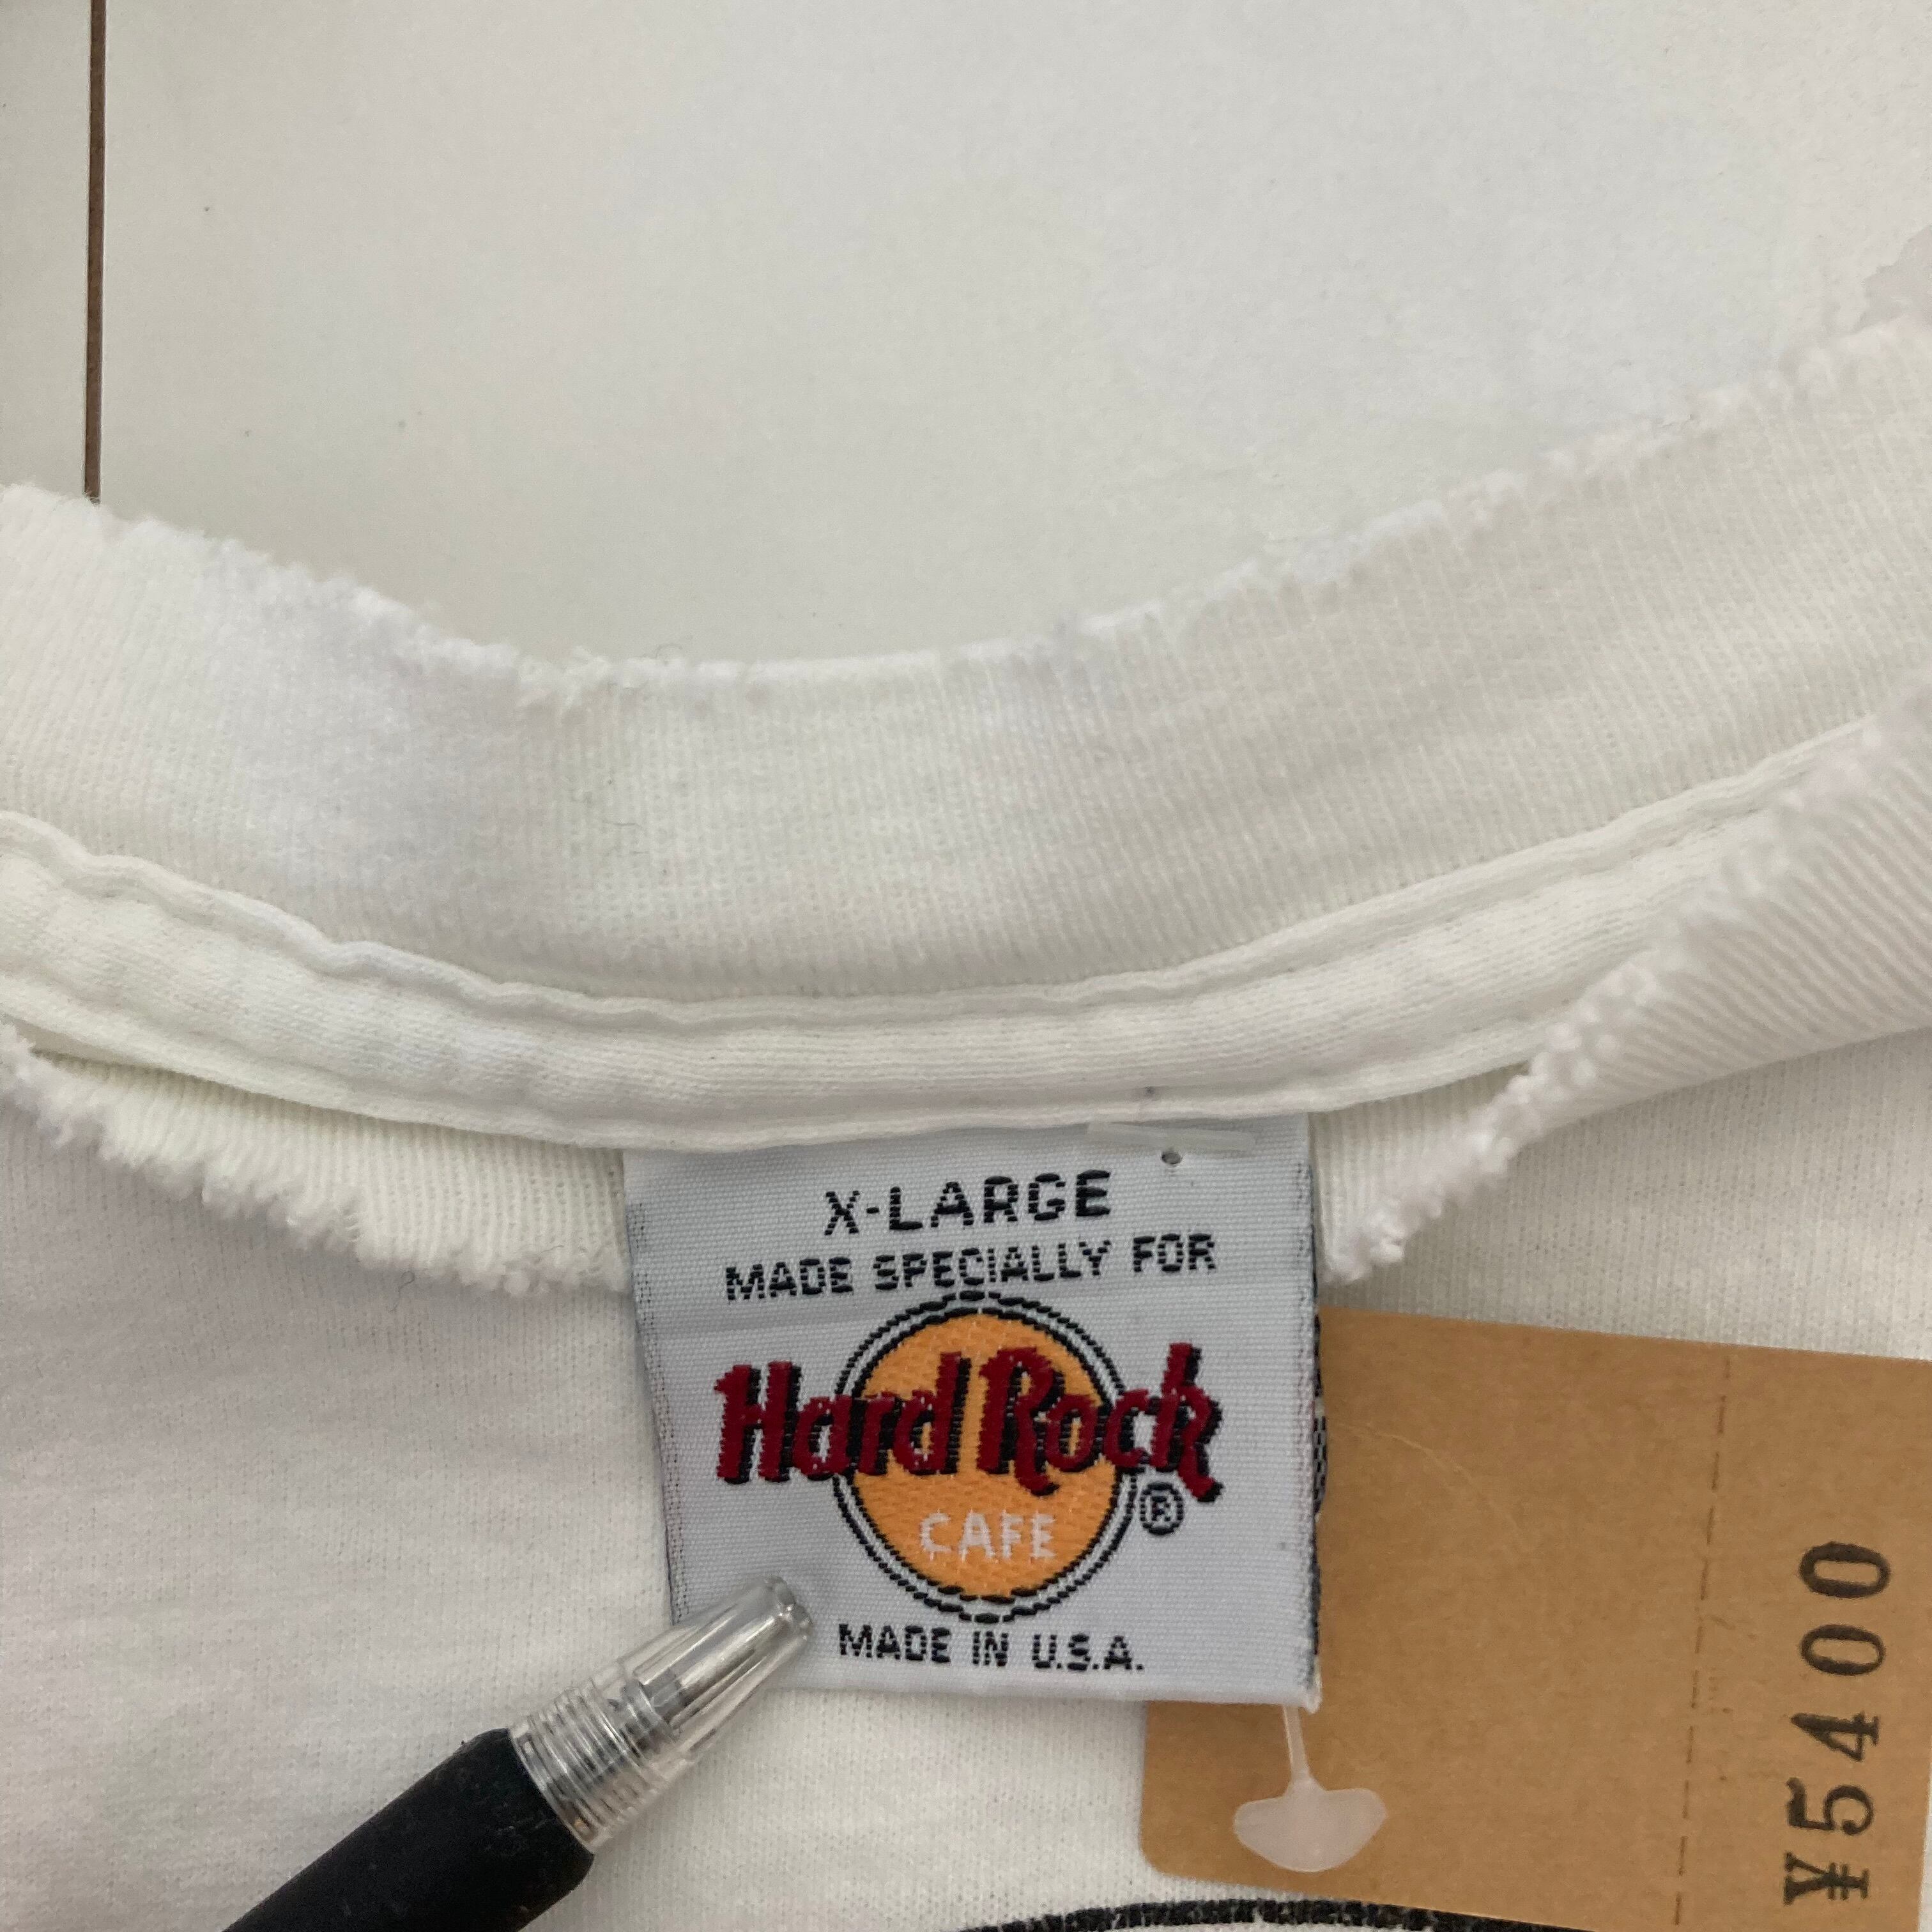 X-LARGE
MADE SPECIALLY FOR
Hard Rock
®
CAFE
MADE IN U.S.A.
¥5400